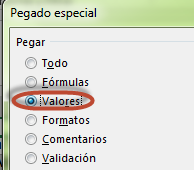 Pegado especial
Pegar
Todo
Fórmulas
Valores
Formatos
Comentarios
Validación